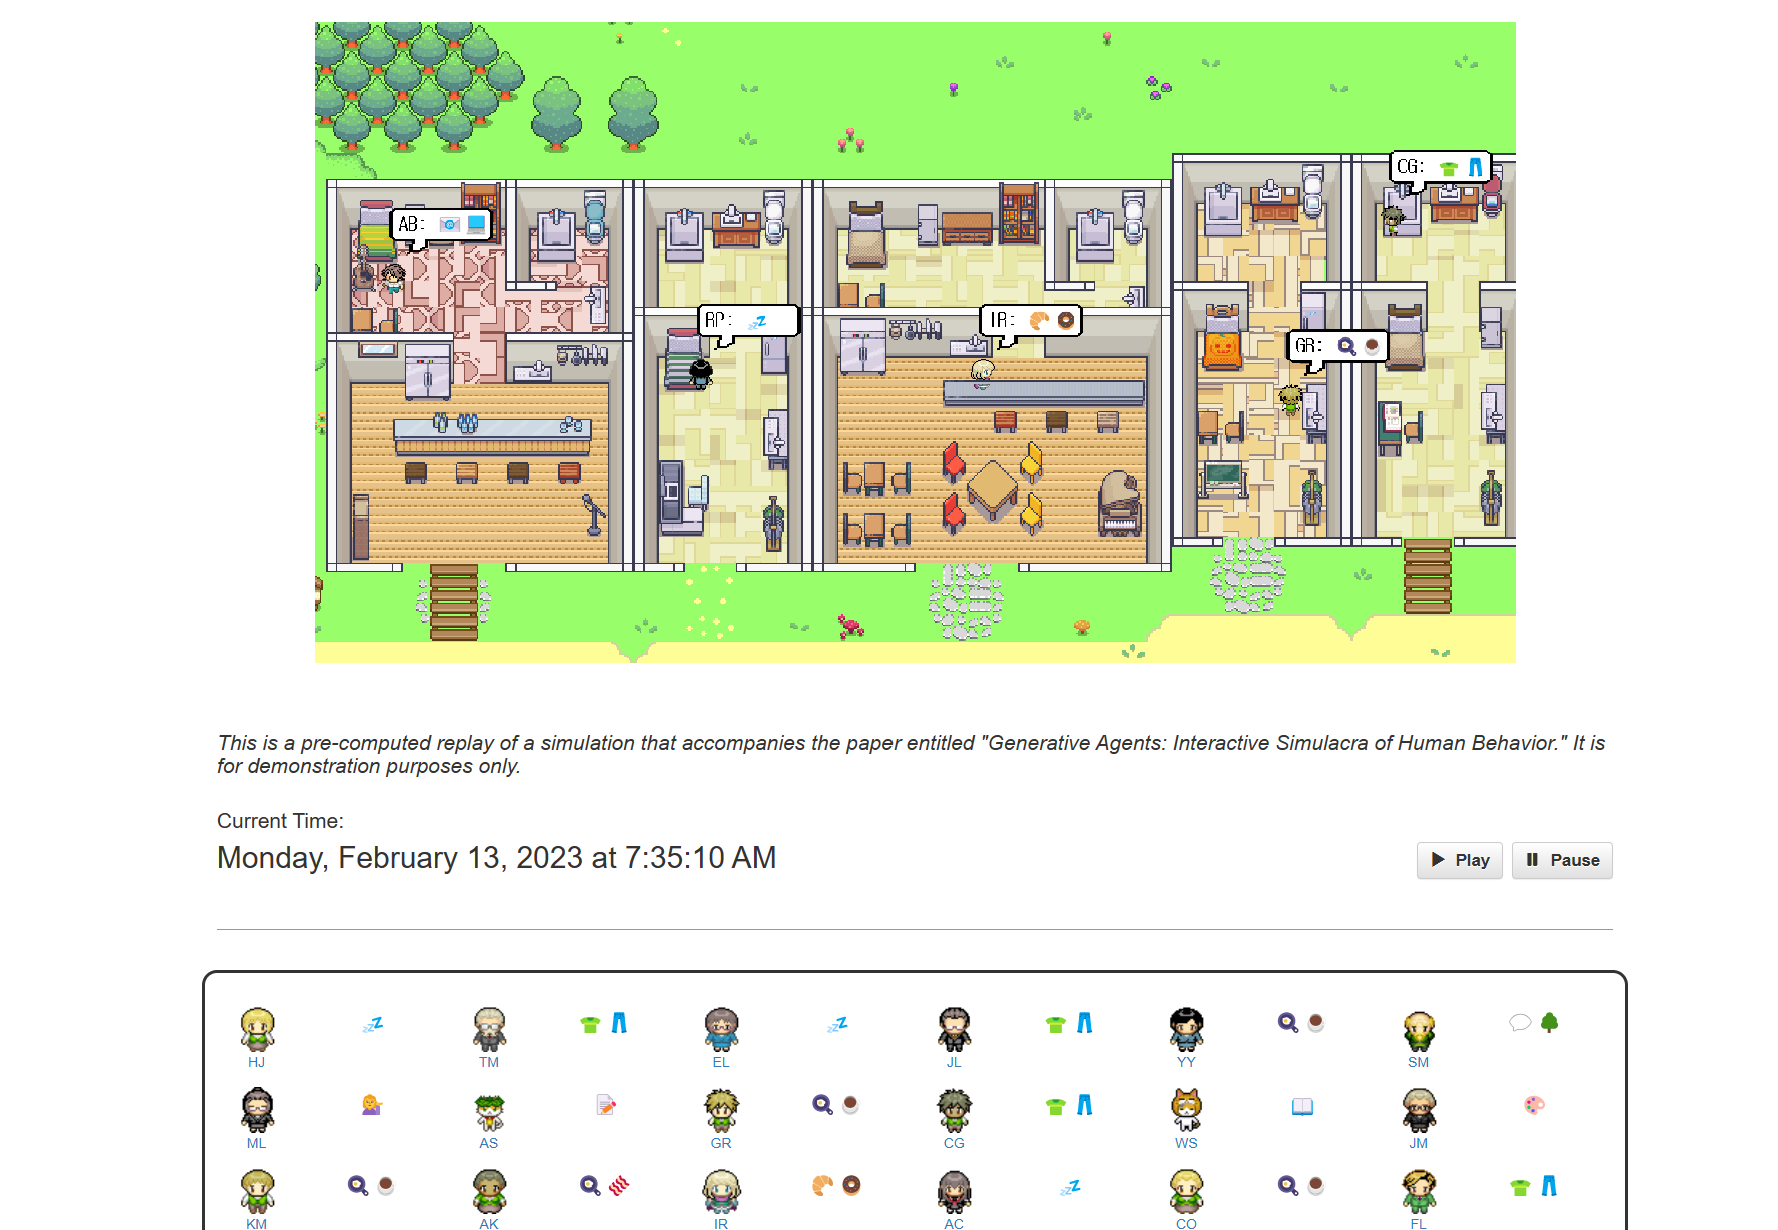 CG:
AB:
RP:
IR:
GR:
This is a pre-computed replay of a simulation that accompanies the paper entitled "Generative Agents: Interactive Simulacra of Human Behavior." It is
for demonstration purposes only.
Current Time:
Monday, February 13, 2023 at 7:35:10 AM
Play Pause
HJ TM EL JL YY SM
ML AS GR CG WS JM
KM AK IR AC CO FL